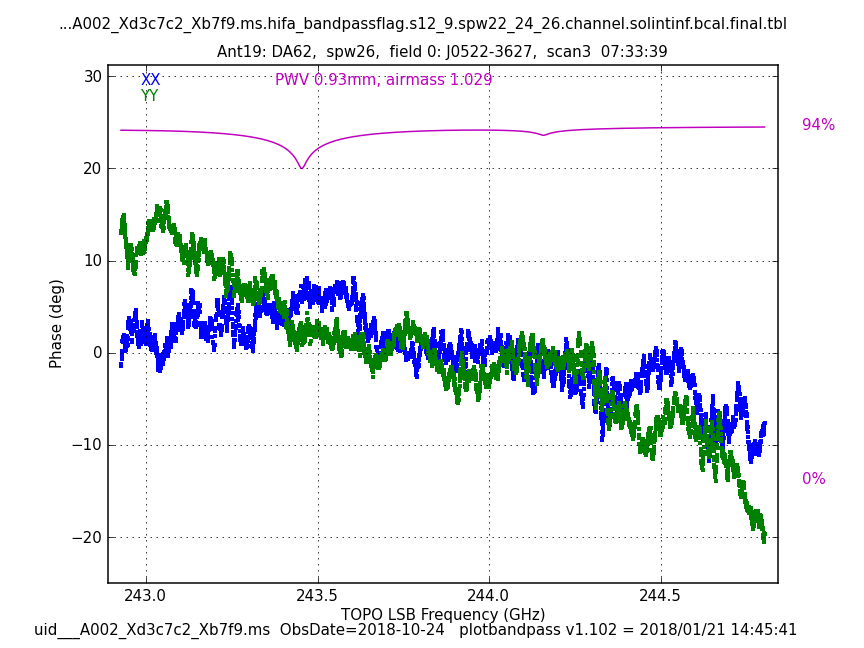 ...A002_Xd3c7c2_Xb7f9.ms.hifa_bandpassflag.s12_9.spw22_24_26.channel.solintinf.bcal.final.tbl
Ant19: DA62,  spw26,  field 0: J0522-3627,  scan3  07:33:39
XX
PWV 0.93mm, airmass 1.029
YY
94%
0%
30
20
10
0
−10
−20
Phase (deg)
243.0
243.5
244.0
244.5
TOPO LSB Frequency (GHz)
uid___A002_Xd3c7c2_Xb7f9.ms  ObsDate=2018-10-24   plotbandpass v1.102 = 2018/01/21 14:45:41